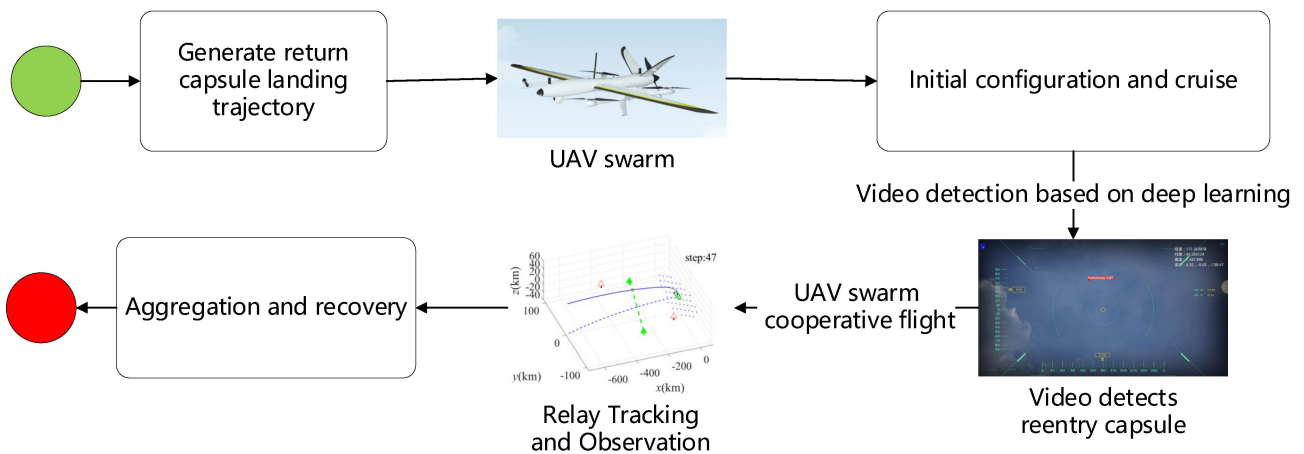 Generate return
capsule landing
trajectory
UAV swarm
Initial configuration and cruise
Video detection based on deep learning
Video detects
reentry capsule
UAV swarm
cooperative flight
step:47
z(km)
60
40
20
0
-20
-40
100
0
-100
y(km)
-600
-400
-200
0
x(km)
Relay Tracking
and Observation
Aggregation and recovery